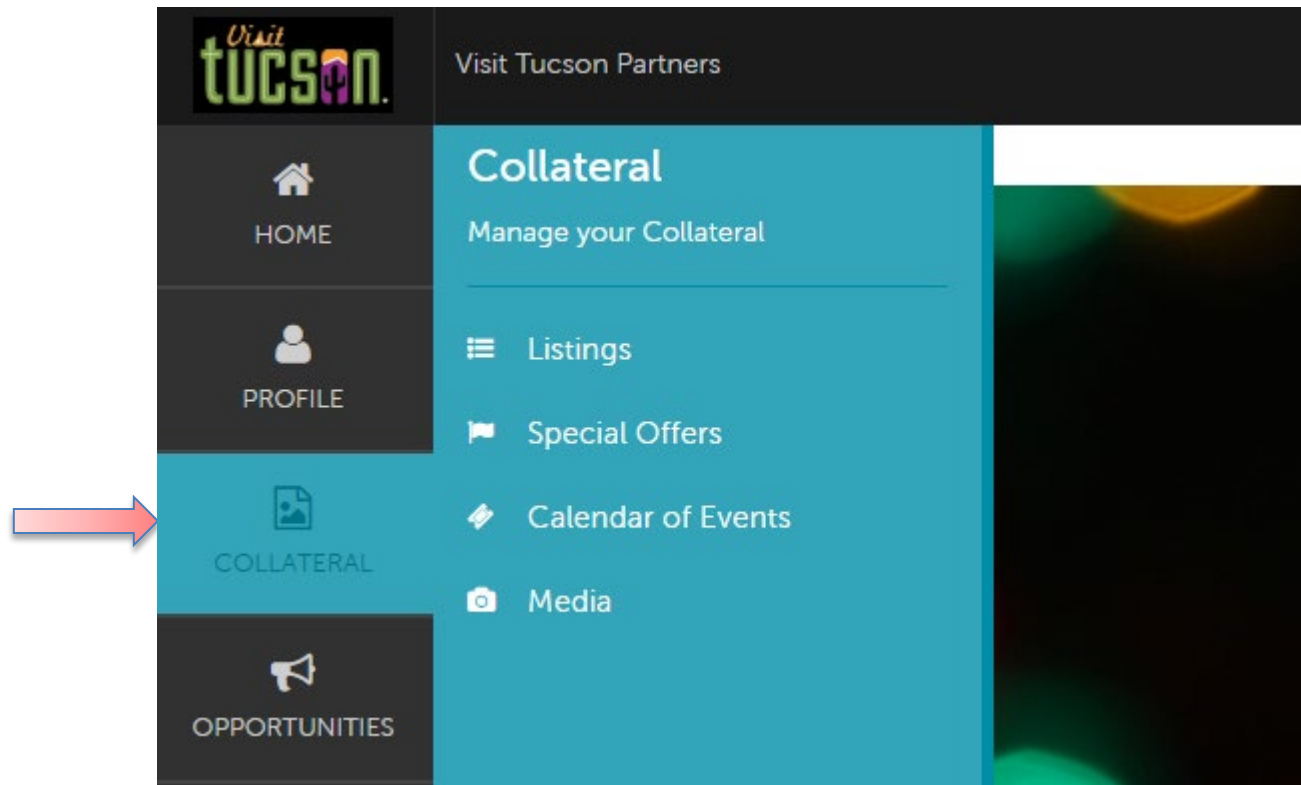 Visit
tucson.
Visit Tucson Partners
HOME
PROFILE
COLLATERAL
OPPORTUNITIES
Collateral
Manage your Collateral
Listings
Special Offers
Calendar of Events
Media